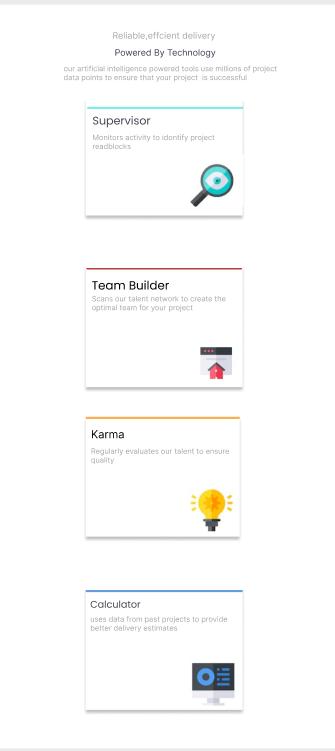 Reliable,effcient delivery
Powered By Technology
our artificial intelligence powered tools use millions of project
data points to ensure that your project is successful
Supervisor
Monitors activity to identify project
readblocks
Team Builder
Scans our talent network to create the
optimal team for your project
Karma
Regularly evaluates our talent to ensure
quality
Calculator
uses data from past projects to provide
better delivery estimates